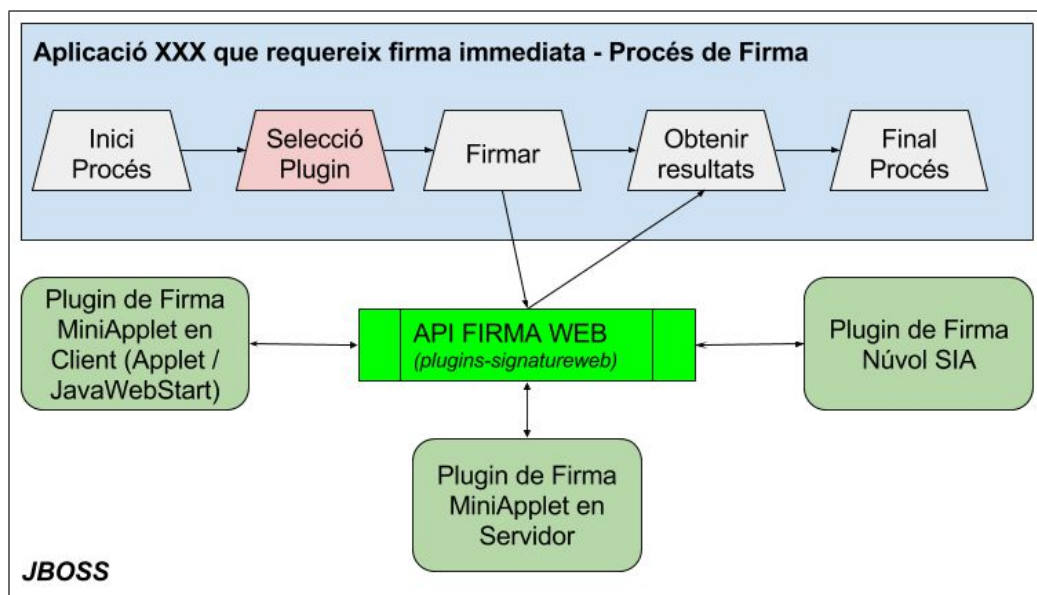 Aplicació XXX que requereix firma immediata - Procés de Firma
Inici
Procés
Selecció
Plugin
Firmar
Obtenir
resultats
Final
Procés
Plugin de Firma
MiniApplet en
Client (Applet /
JavaWebStart)
API FIRMA WEB
(plugins-signatureweb)
Plugin de Firma
Núvol SIA
Plugin de Firma
MiniApplet en
Servidor
JBOSS